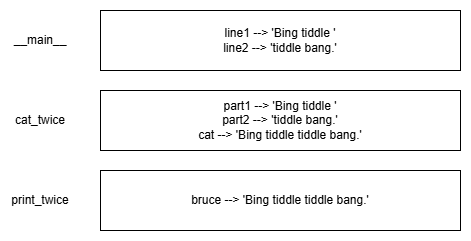 __main__
line1 --> 'Bing tiddle '
line2 --> 'tiddle bang.'
cat_twice
part1 --> 'Bing tiddle '
part2 --> 'tiddle bang.'
cat --> 'Bing tiddle tiddle bang.'
print_twice
bruce --> 'Bing tiddle tiddle bang.'